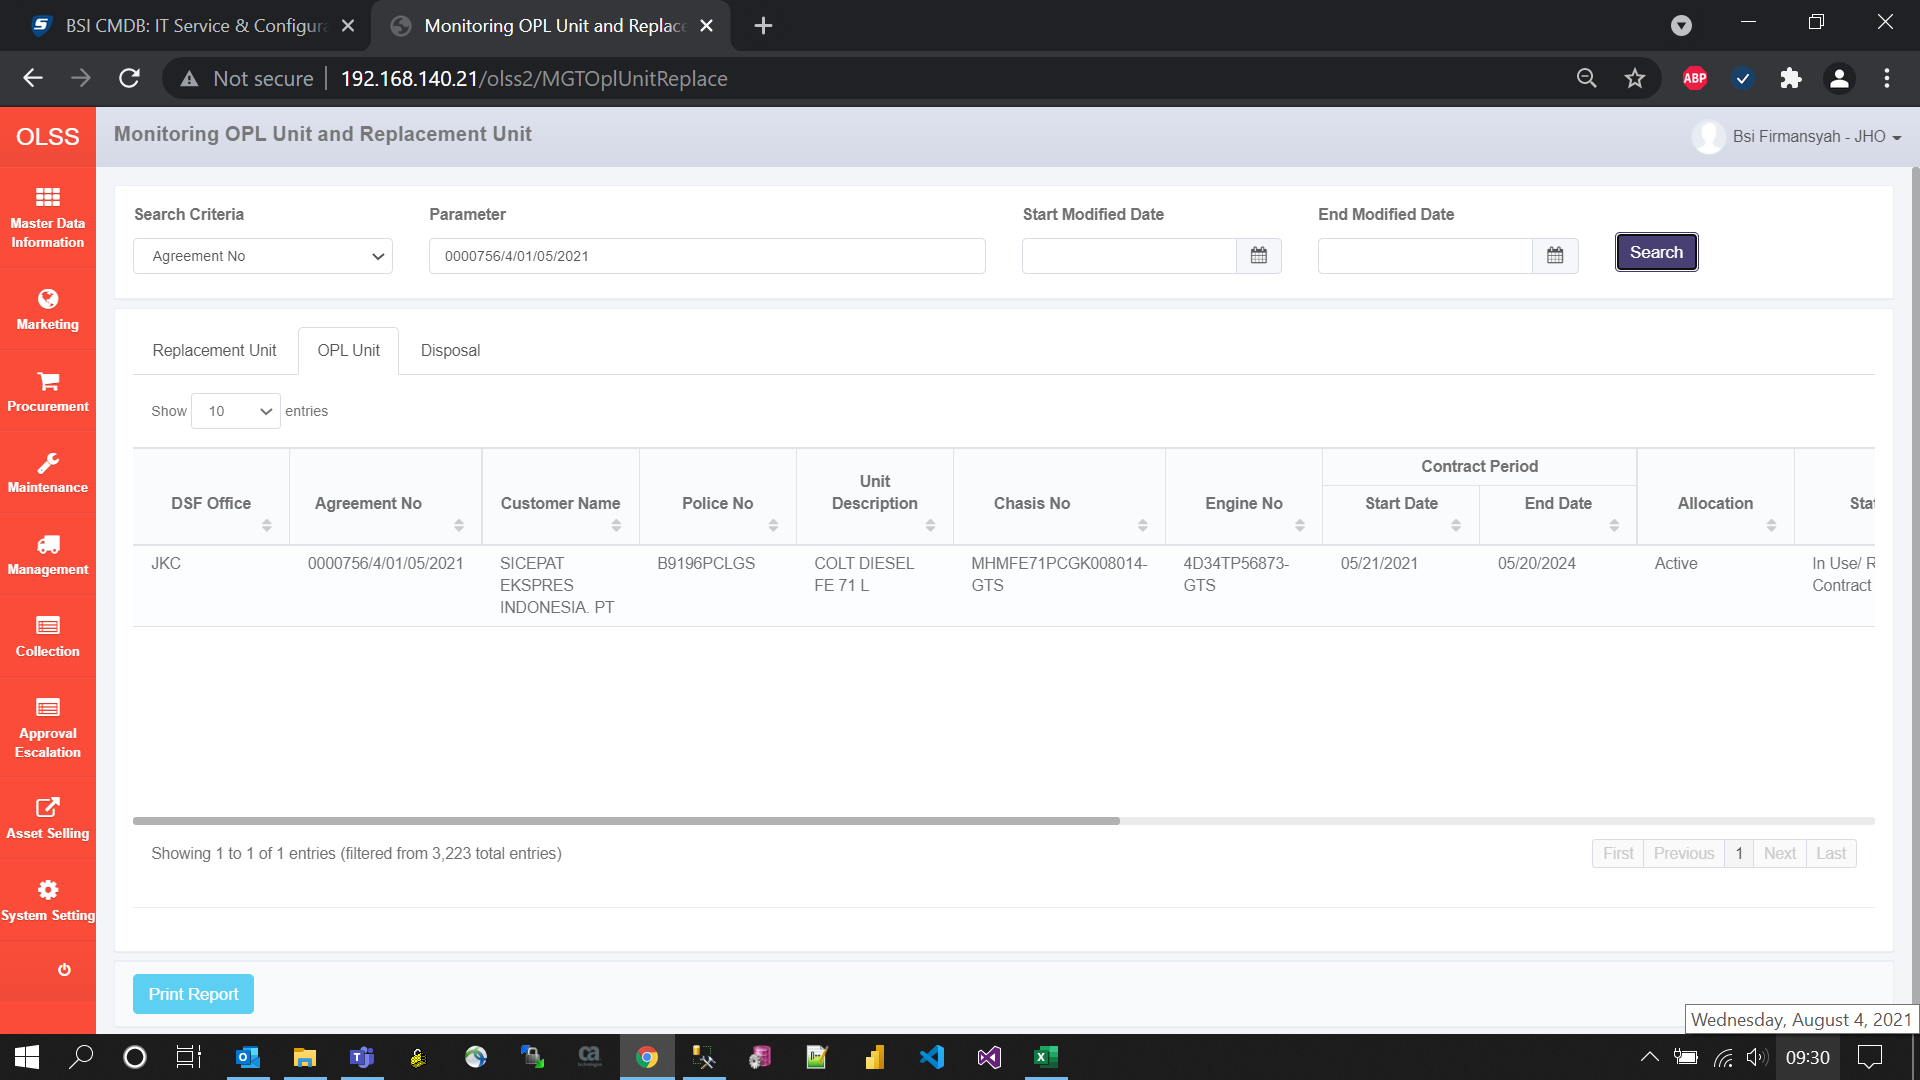 BSI CMDB: IT Service & Configura
Monitoring OPL Unit and Replace
Not secure
192.168.140.21/olss2/MGTOplUnitReplace
ABP
OLSS
Monitoring OPL Unit and Replacement Unit
Bsi Firmansyah - JHO
Master Data
Information
Marketing
Procurement
Maintenance
Management
Collection
Approval
Escalation
Asset Selling
System Setting
Search Criteria
Parameter
Start Modified Date
End Modified Date
Agreement No
0000756/4/01/05/2021
Search
Replacement Unit
OPL Unit
Disposal
Show 10 entries
DSF Office
Agreement No
Customer Name
Police No
Unit
Description
Chasis No
Engine No
Contract Period
Start Date
End Date
Allocation
Stat
JKC
0000756/4/01/05/2021
SICEPAT
EKSPRES
INDONESIA. PT
B9196PCLGS
COLT DIESEL
FE 71 L
MHMFE71PCGK008014-
GTS
4D34TP56873-
GTS
05/21/2021
05/20/2024
Active
In Use/ R
Contract
Showing 1 to 1 of 1 entries (filtered from 3,223 total entries)
First
Previous
1
Next
Last
Print Report
Wednesday, August 4, 2021
ca
09:30